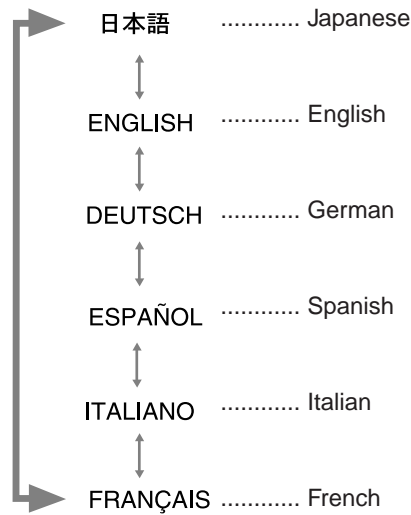 日本語 ............ Japanese
ENGLISH ............ English
DEUTSCH ............ German
ESPAÑOL ............ Spanish
ITALIANO ............ Italian
FRANÇAIS ............ French